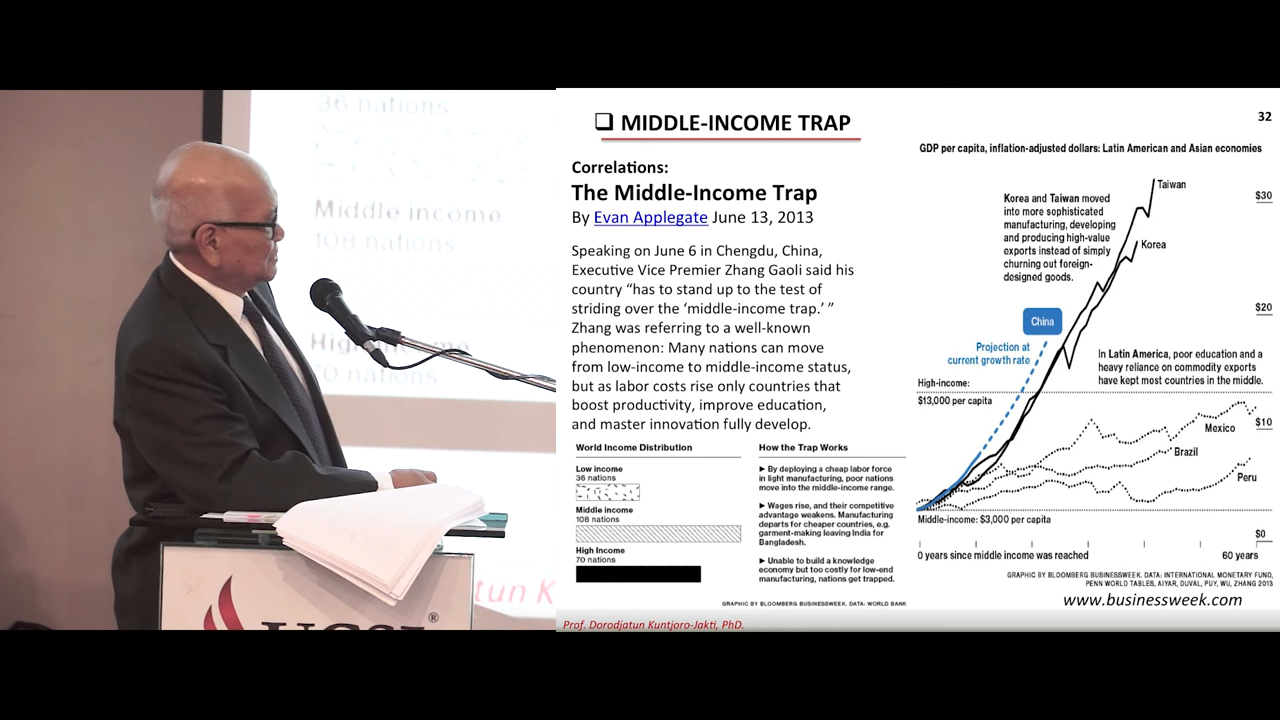 36 nations
Middle income
108 nations
High Income
70 nations
UCSI
®
tun K
❑ MIDDLE-INCOME TRAP
32
Correlations:
The Middle-Income Trap
By Evan Applegate June 13, 2013
Speaking on June 6 in Chengdu, China,
Executive Vice Premier Zhang Gaoli said his
country “has to stand up to the test of
striding over the ‘middle-income trap.’ ”
Zhang was referring to a well-known
phenomenon: Many nations can move
from low-income to middle-income status,
but as labor costs rise only countries that
boost productivity, improve education,
and master innovation fully develop.
World Income Distribution
Low income
36 nations
Middle income
108 nations
High Income
70 nations
How the Trap Works
► By deploying a cheap labor force
in light manufacturing, poor nations
move into the middle-income range.
► Wages rise, and their competitive
advantage weakens. Manufacturing
departs for cheaper countries, e.g.
garment-making leaving India for
Bangladesh.
► Unable to build a knowledge
economy but too costly for low-end
manufacturing, nations get trapped.
GRAPHIC BY BLOOMBERG BUSINESSWEEK. DATA: WORLD BANK
GDP per capita, inflation-adjusted dollars: Latin American and Asian economies
Taiwan
$30
Korea and Taiwan moved
into more sophisticated
manufacturing, developing
and producing high-value
exports instead of simply
churning out foreign-
designed goods.
Korea
$20
China
Projection at
current growth rate
In Latin America, poor education and a
heavy reliance on commodity exports
have kept most countries in the middle.
High-income:
$13,000 per capita
$10
Mexico
Brazil
Peru
Middle-income: $3,000 per capita
$0
0 years since middle income was reached
60 years
GRAPHIC BY BLOOMBERG BUSINESSWEEK. DATA: INTERNATIONAL MONETARY FUND,
PENN WORLD TABLES, AIYAR, DUVAL, PUY, WU, ZHANG 2013
www.businessweek.com
Prof. Dorodjatun Kuntjoro-Jakti, PhD.